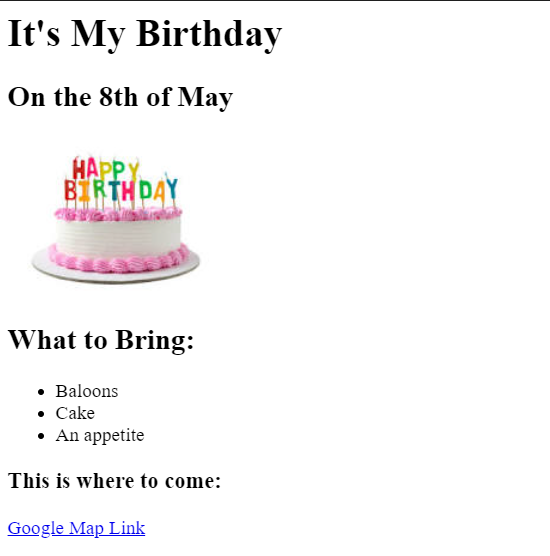 It's My Birthday
On the 8th of May
HAPPY
BIRTHDAY
What to Bring:
Baloons
Cake
An appetite
This is where to come:
Google Map Link